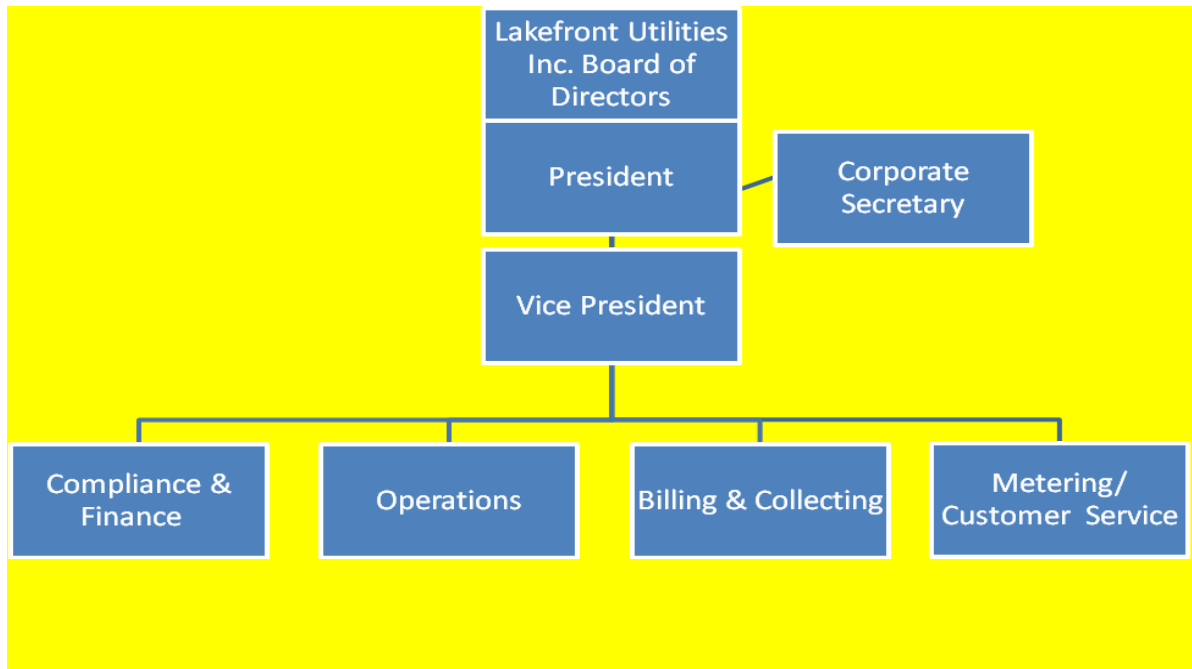 Lakefront Utilities
Inc. Board of
Directors
President
Corporate
Secretary
Vice President
Compliance &
Finance
Operations
Billing & Collecting
Metering/
Customer Service